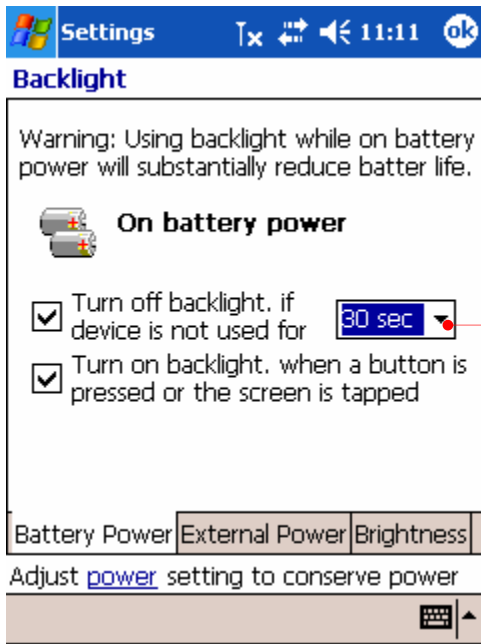 Settings 11:11 ok
Backlight
Warning: Using backlight while on battery
power will substantially reduce batter life.
On battery power
Turn off backlight. if
device is not used for 30 sec
Turn on backlight. when a button is
pressed or the screen is tapped
Battery Power External Power Brightness
Adjust power setting to conserve power